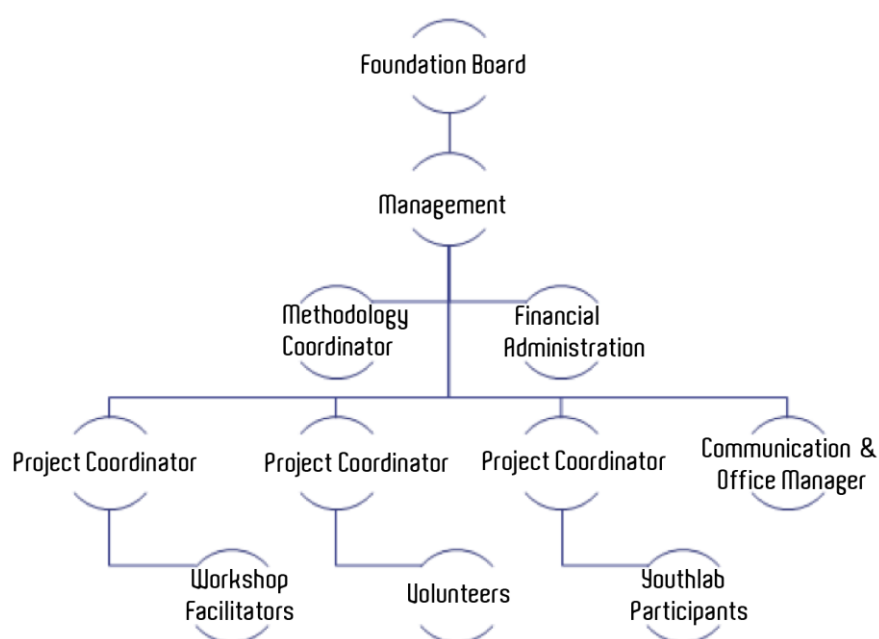 Foundation Board
Management
Methodology
Coordinator
Financial
Administration
Project Coordinator
Project Coordinator
Project Coordinator
Communication &
Office Manager
Workshop
Facilitators
Volunteers
Youthlab
Participants